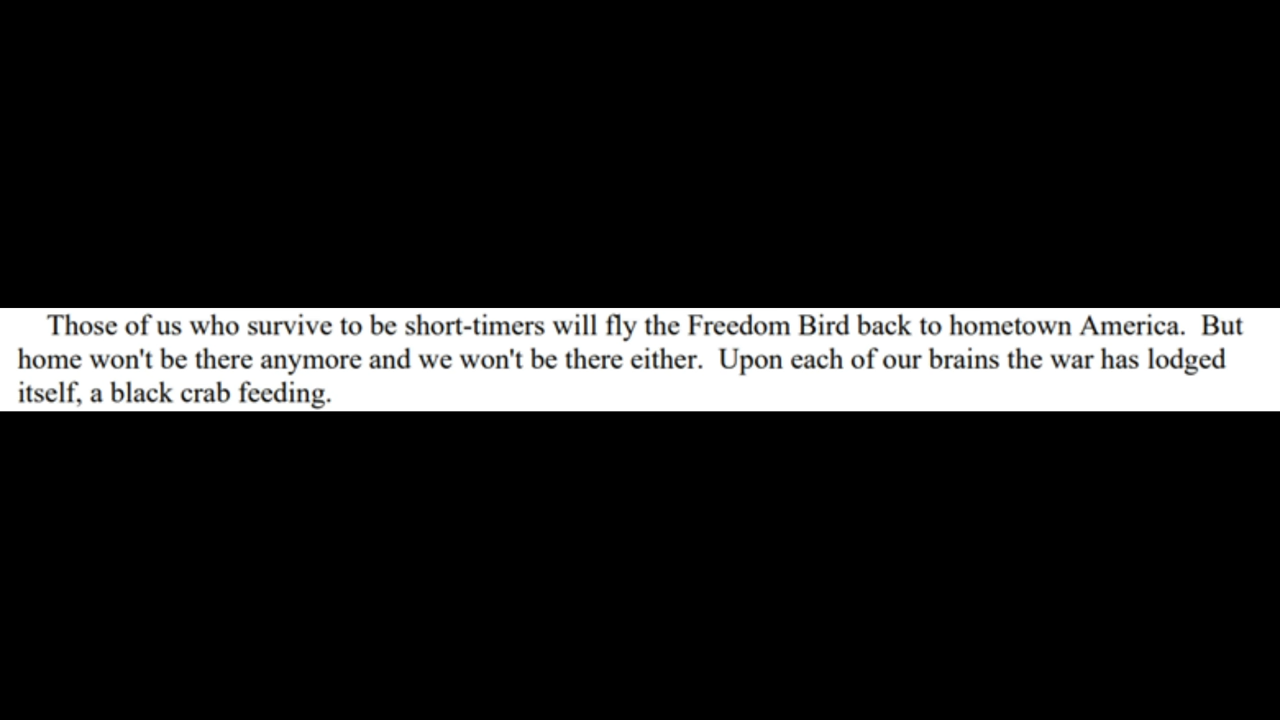 Those of us who survive to be short-timers will fly the Freedom Bird back to hometown America.  But
home won't be there anymore and we won't be there either.  Upon each of our brains the war has lodged
itself, a black crab feeding.